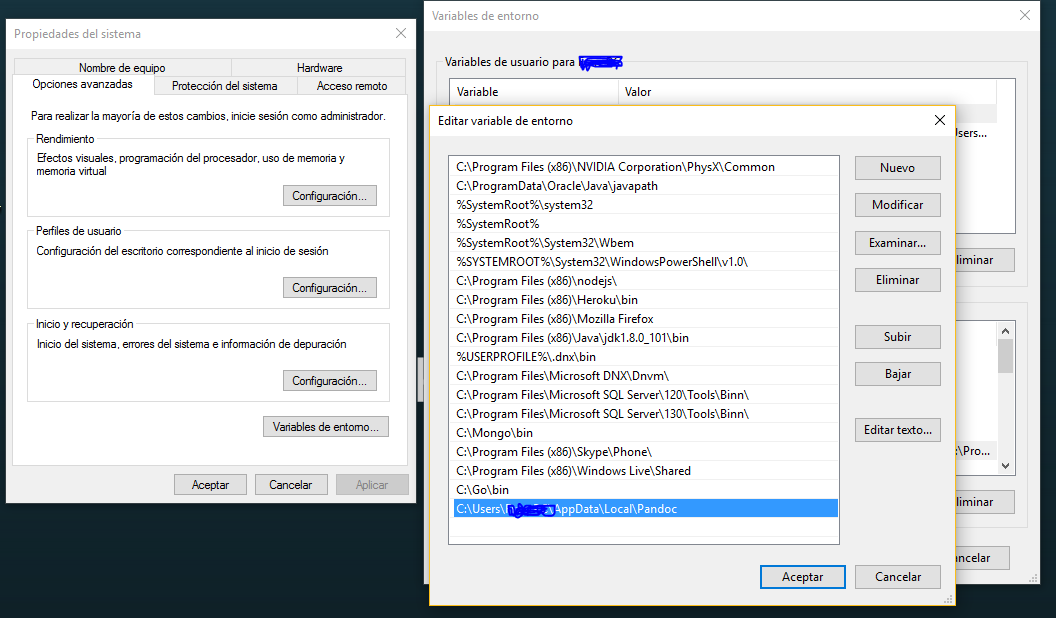 Propiedades del sistema
Nombre de equipo
Hardware
Opciones avanzadas
Protección del sistema
Acceso remoto
Para realizar la mayoría de estos cambios, inicie sesión como administrador.
Rendimiento
Efectos visuales, programación del procesador, uso de memoria y
memoria virtual
Configuración...
Perfiles de usuario
Configuración del escritorio correspondiente al inicio de sesión
Configuración...
Inicio y recuperación
Inicio del sistema, errores del sistema e información de depuración
Configuración...
Variables de entorno...
Aceptar
Cancelar
Aplicar
Variables de entorno
Variables de usuario para
Variable
Valor
Users...
liminar
:\Pro...
liminar
ancelar
Editar variable de entorno
C:\Program Files (x86)\NVIDIA Corporation\PhysX\Common
C:\ProgramData\Oracle\Java\javapath
%SystemRoot%\system32
%SystemRoot%
%SystemRoot%\System32\Wbem
%SYSTEMROOT%\System32\WindowsPowerShell\v1.0\
C:\Program Files (x86)\nodejs\
C:\Program Files (x86)\Heroku\bin
C:\Program Files (x86)\Mozilla Firefox
C:\Program Files (x86)\Java\jdk1.8.0_101\bin
%USERPROFILE%\.dnx\bin
C:\Program Files\Microsoft DNX\Dnvm\
C:\Program Files\Microsoft SQL Server\120\Tools\Binn\
C:\Program Files\Microsoft SQL Server\130\Tools\Binn\
C:\Mongo\bin
C:\Program Files (x86)\Skype\Phone\
C:\Program Files (x86)\Windows Live\Shared
C:\Go\bin
C:\Users\ \AppData\Local\Pandoc
Nuevo
Modificar
Examinar...
Eliminar
Subir
Bajar
Editar texto...
Aceptar
Cancelar